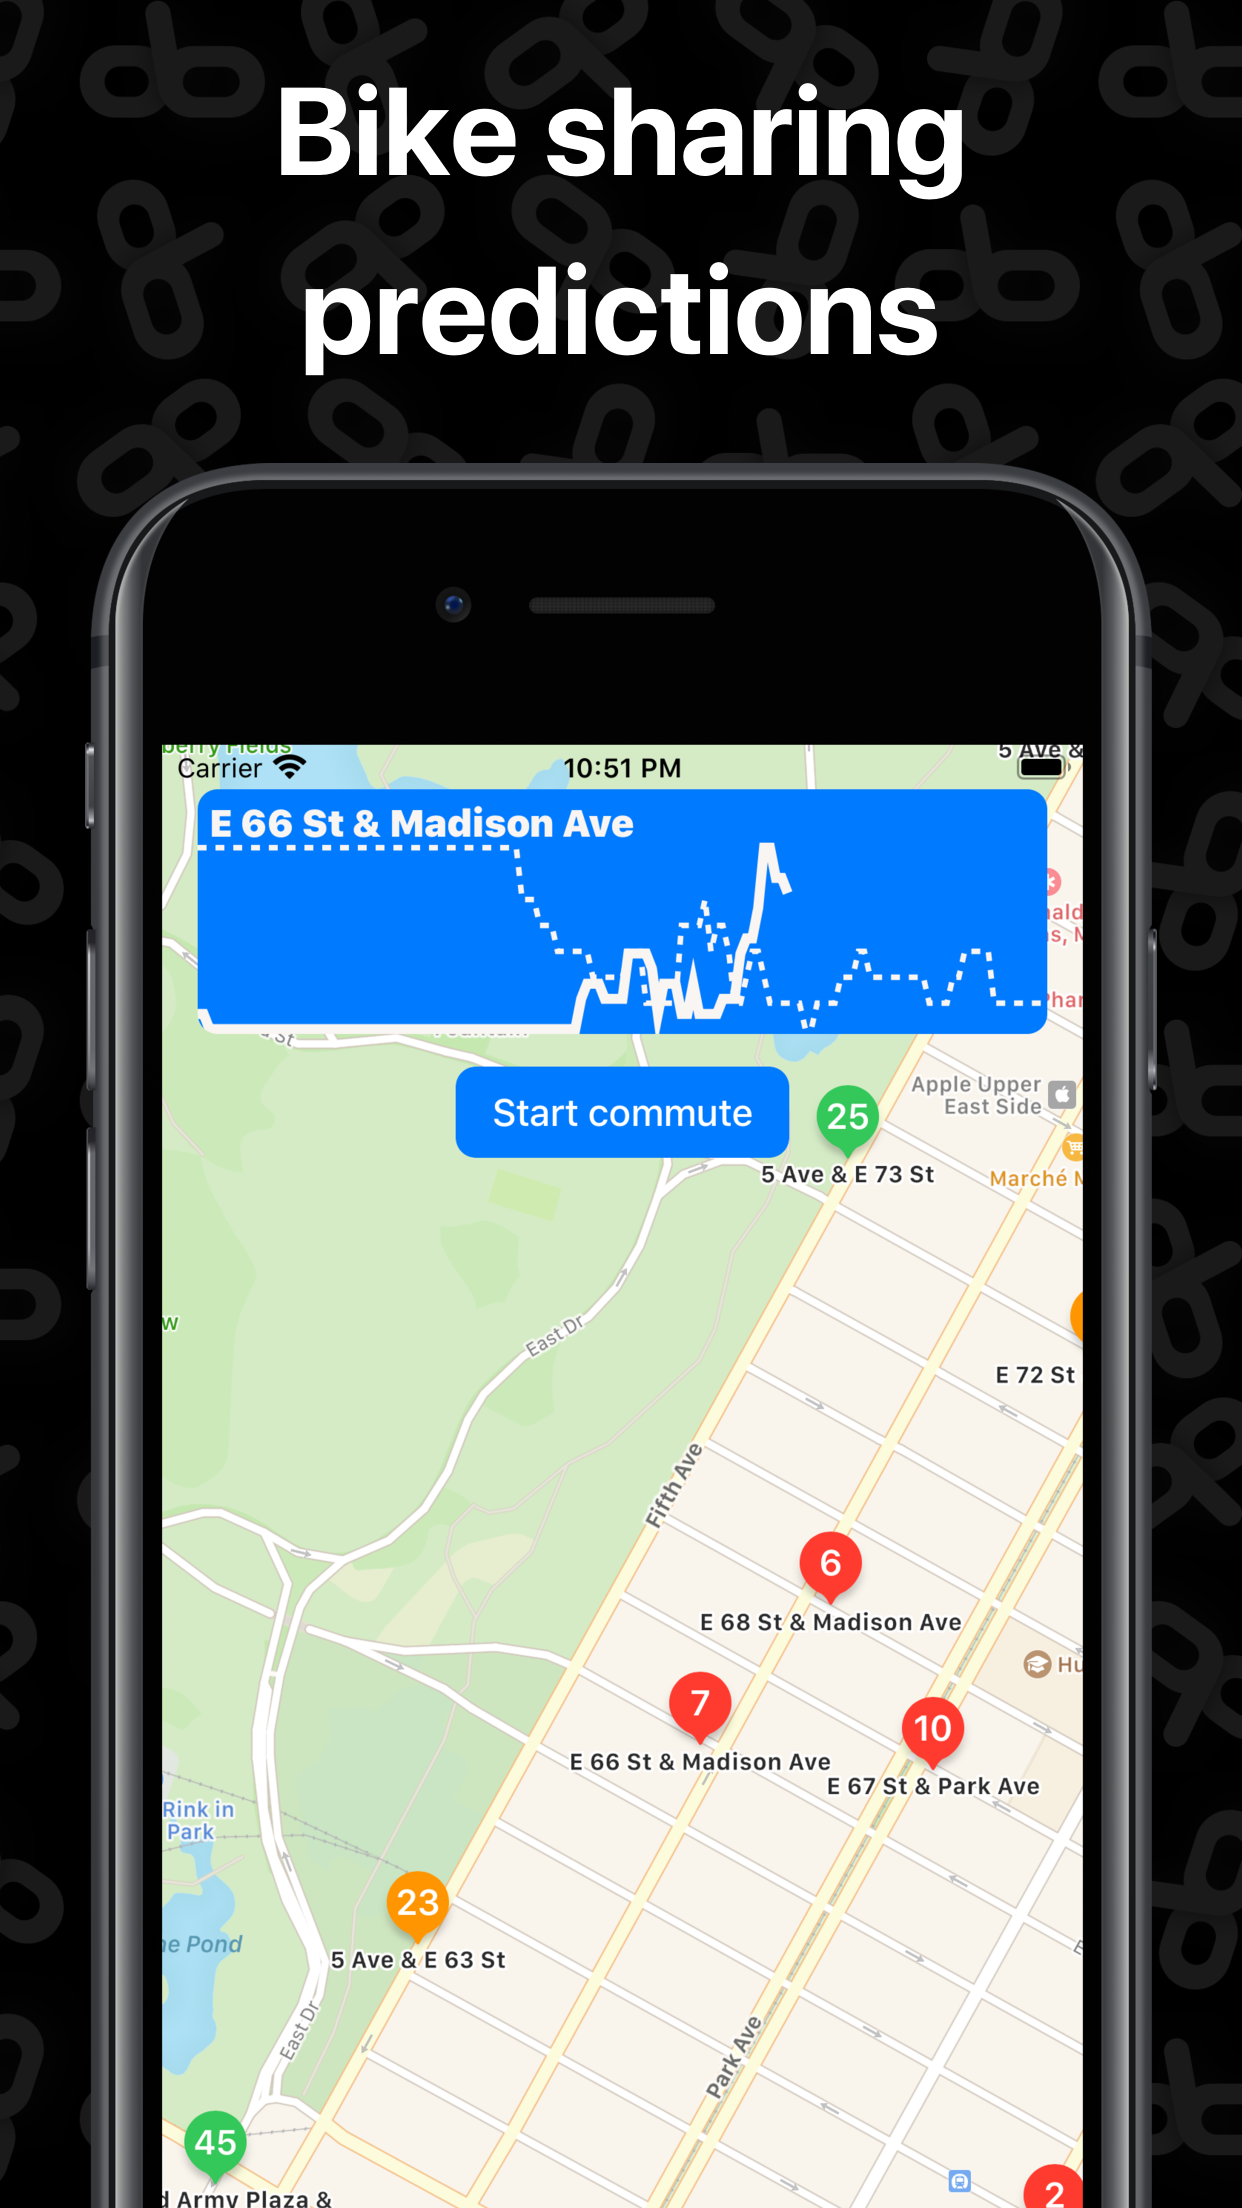 Bike sharing
predictions
Carrier
10:51 PM
5 Ave &
E 66 St & Madison Ave
Start commute
25
5 Ave & E 73 St
Apple Upper
East Side
Marché
East Dr
E 72 St
Fifth Ave
6
E 68 St & Madison Ave
7
E 66 St & Madison Ave
10
E 67 St & Park Ave
Rink in
Park
23
5 Ave & E 63 St
Pond
East Dr
Park Ave
45
Army Plaza &
2